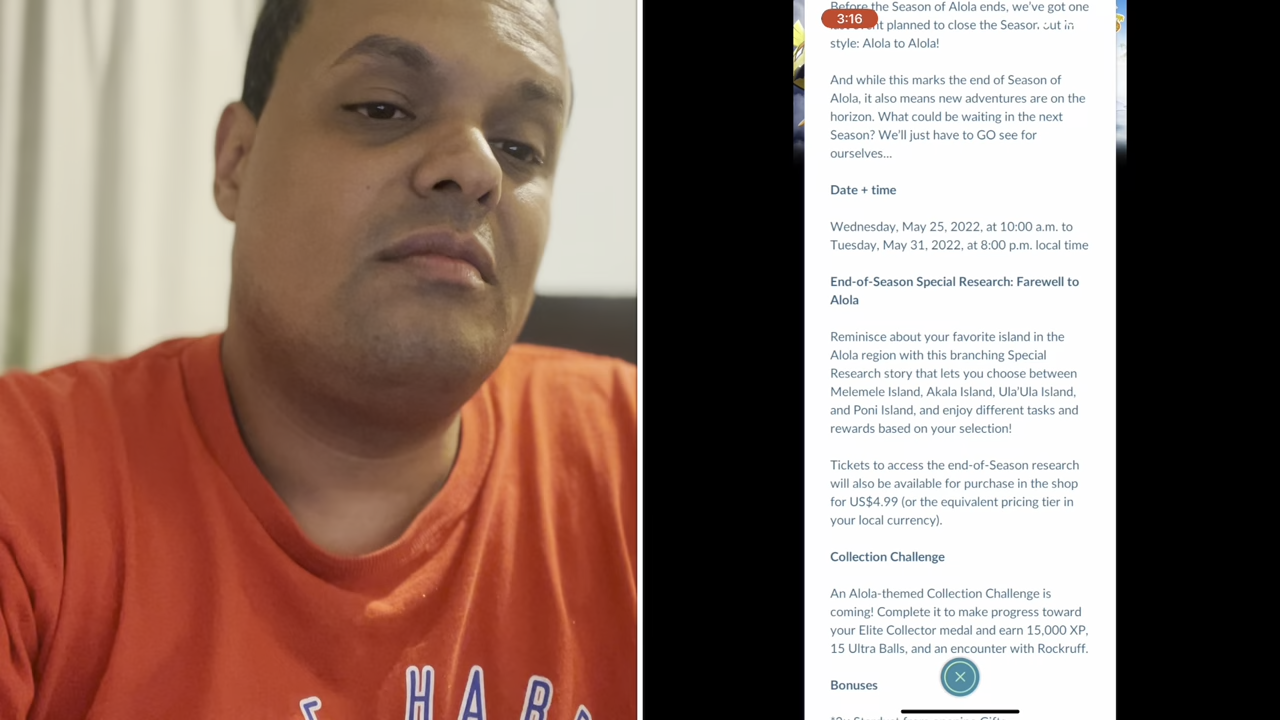 HAR
3:16
Before the Season of Alola ends, we've got one
event planned to close the Season out in
style: Alola to Alola!
And while this marks the end of Season of
Alola, it also means new adventures are on the
horizon. What could be waiting in the next
Season? We'll just have to GO see for
ourselves...
Date + time
Wednesday, May 25, 2022, at 10:00 a.m. to
Tuesday, May 31, 2022, at 8:00 p.m. local time
End-of-Season Special Research: Farewell to
Alola
Reminisce about your favorite island in the
Alola region with this branching Special
Research story that lets you choose between
Melemele Island, Akala Island, Ula'Ula Island,
and Poni Island, and enjoy different tasks and
rewards based on your selection!
Tickets to access the end-of-Season research
will also be available for purchase in the shop
for US$4.99 (or the equivalent pricing tier in
your local currency).
Collection Challenge
An Alola-themed Collection Challenge is
coming! Complete it to make progress toward
your Elite Collector medal and earn 15,000 XP,
15 Ultra Balls, and an encounter with Rockruff.
Bonuses